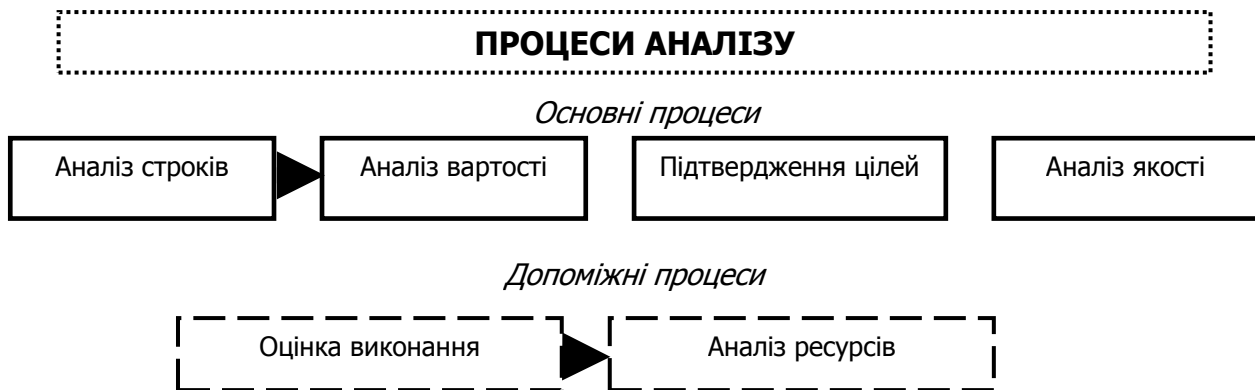 ПРОЦЕСИ АНАЛІЗУ
Основні процеси
Аналіз строків
Аналіз вартості
Підтвердження цілей
Аналіз якості
Допоміжні процеси
Оцінка виконання
Аналіз ресурсів